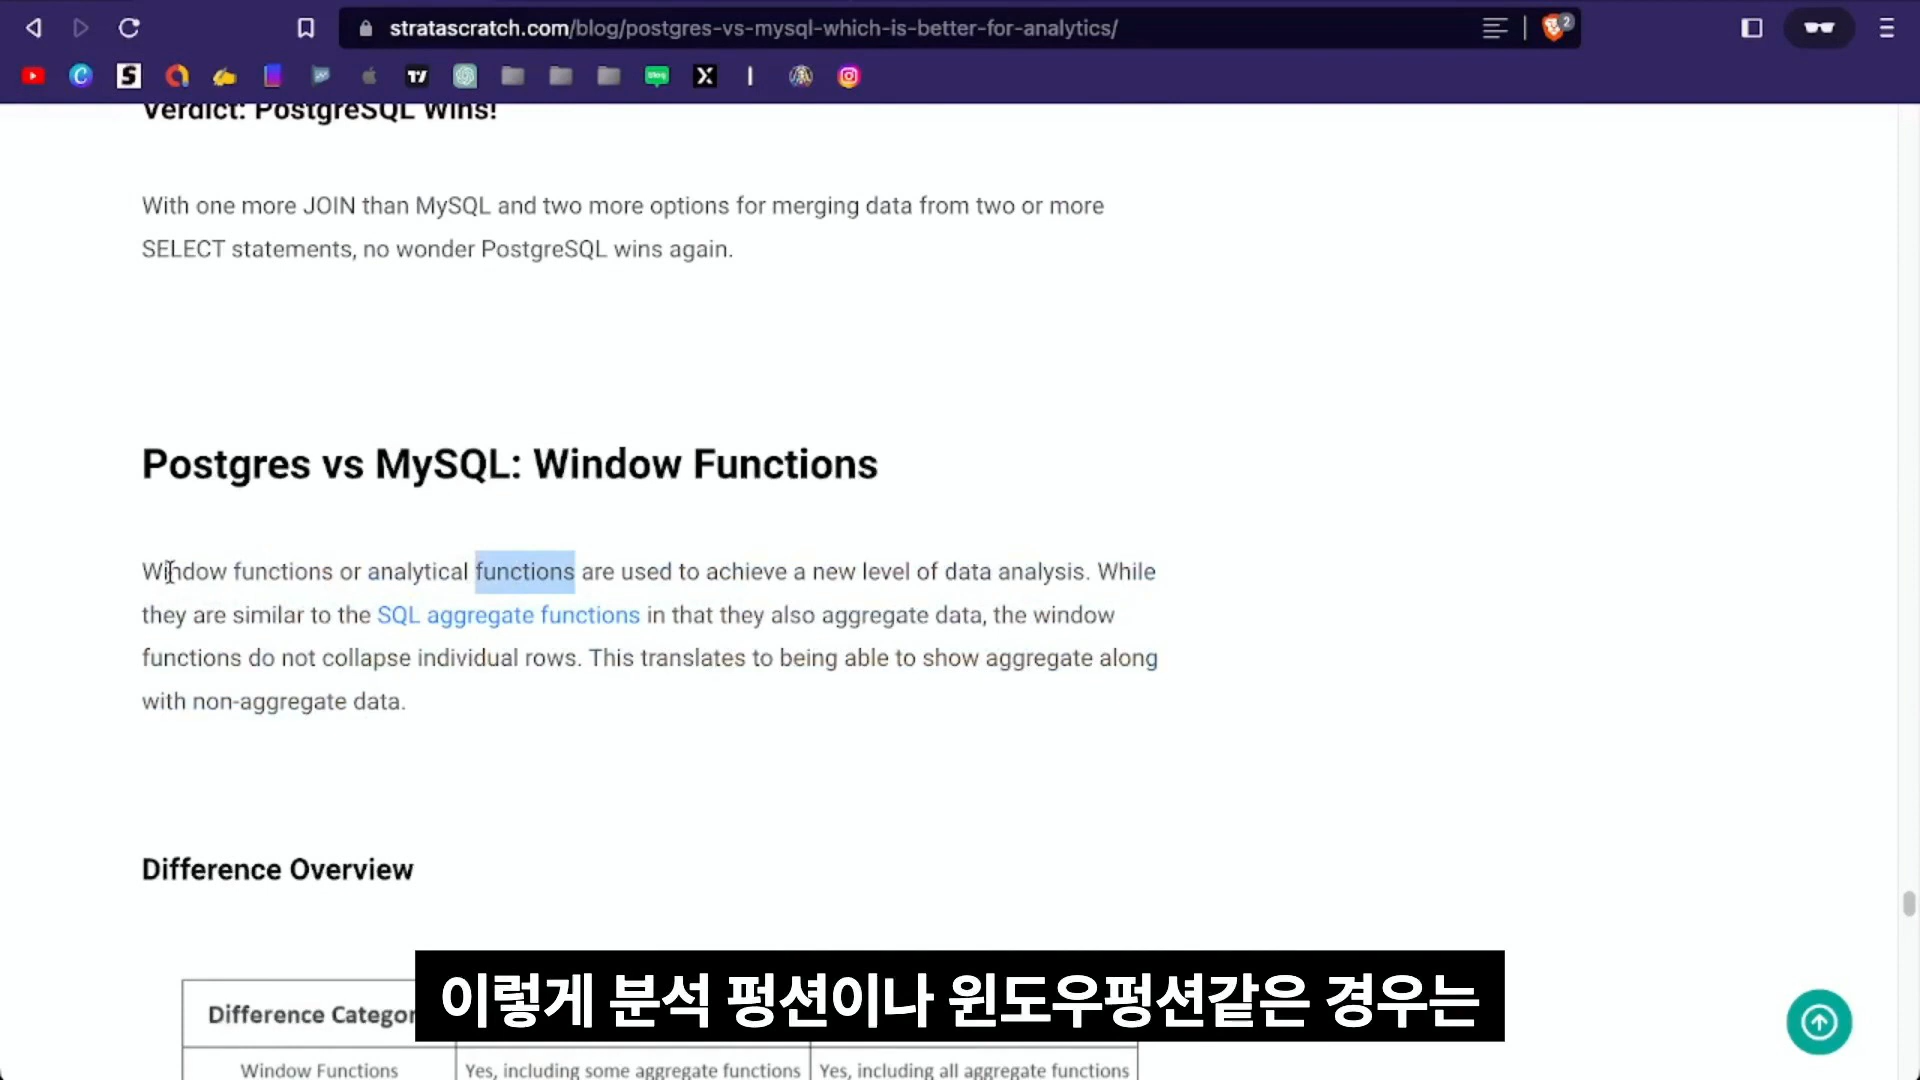 stratascratch.com/blog/postgres-vs-mysql-which-is-better-for-analytics/
2
Verdict: PostgreSQL Wins!
With one more JOIN than MySQL and two more options for merging data from two or more
SELECT statements, no wonder PostgreSQL wins again.
Postgres vs MySQL: Window Functions
Window functions or analytical functions are used to achieve a new level of data analysis. While
they are similar to the SQL aggregate functions in that they also aggregate data, the window
functions do not collapse individual rows. This translates to being able to show aggregate along
with non-aggregate data.
Difference Overview
Difference Categor
이렇게 분석 펑션이나 윈도우펑션같은 경우는
Window Functions
Yes, including some aggregate functions
Yes, including all aggregate functions